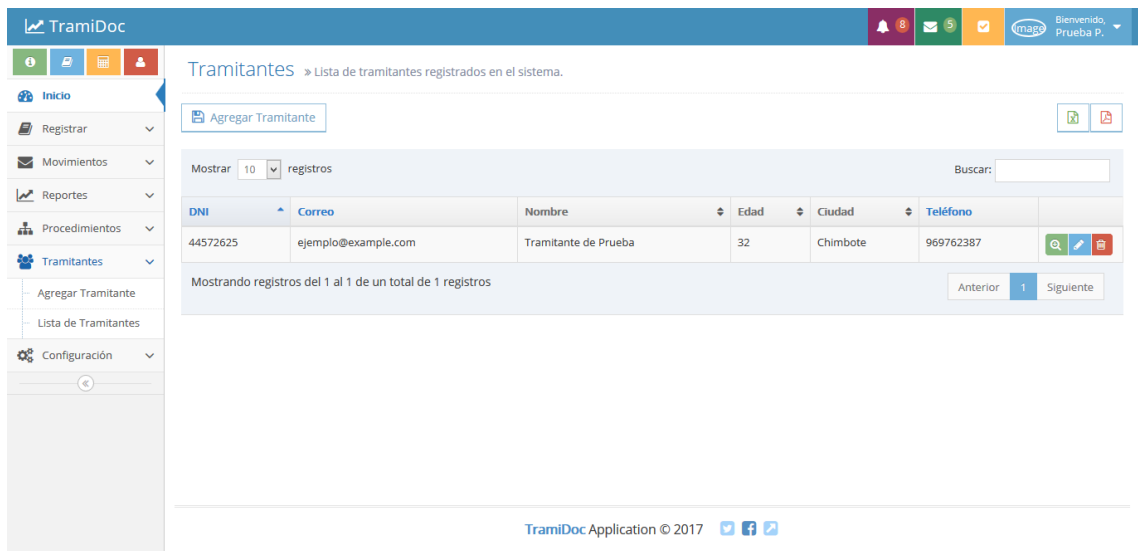 TramiDoc
8
5
image
Bienvenido,
Prueba P.
Inicio
Registrar
Movimientos
Reportes
Procedimientos
Tramitantes
Agregar Tramitante
Lista de Tramitantes
Configuración
Tramitantes » Lista de tramitantes registrados en el sistema.
Agregar Tramitante
Mostrar 10 registros
Buscar:
DNI Correo Nombre Edad Ciudad Teléfono
44572625 ejemplo@example.com Tramitante de Prueba 32 Chimbote 969762387
Mostrando registros del 1 al 1 de un total de 1 registros
Anterior 1 Siguiente
TramiDoc Application © 2017